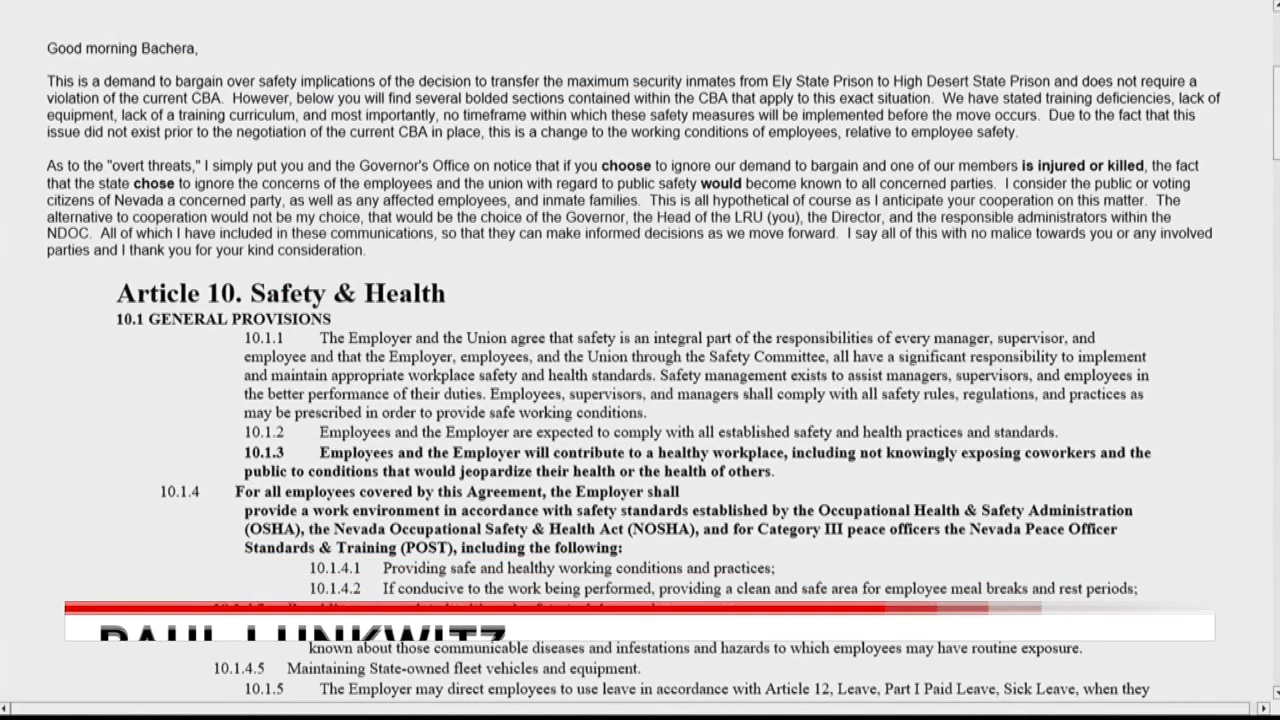 Good morning Bachera,
This is a demand to bargain over safety implications of the decision to transfer the maximum security inmates from Ely State Prison to High Desert State Prison and does not require a
violation of the current CBA. However, below you will find several bolded sections contained within the CBA that apply to this exact situation. We have stated training deficiencies, lack of
equipment, lack of a training curriculum, and most importantly, no timeframe within which these safety measures will be implemented before the move occurs. Due to the fact that this
issue did not exist prior to the negotiation of the current CBA in place, this is a change to the working conditions of employees, relative to employee safety.
As to the "overt threats," I simply put you and the Governor's Office on notice that if you choose to ignore our demand to bargain and one of our members is injured or killed, the fact
that the state chose to ignore the concerns of the employees and the union with regard to public safety would become known to all concerned parties. I consider the public or voting
citizens of Nevada a concerned party, as well as any affected employees, and inmate families. This is all hypothetical of course as I anticipate your cooperation on this matter. The
alternative to cooperation would not be my choice, that would be the choice of the Governor, the Head of the LRU (you), the Director, and the responsible administrators within the
NDOC. All of which I have included in these communications, so that they can make informed decisions as we move forward. I say all of this with no malice towards you or any involved
parties and I thank you for your kind consideration.
Article 10. Safety & Health
10.1 GENERAL PROVISIONS
10.1.1 The Employer and the Union agree that safety is an integral part of the responsibilities of every manager, supervisor, and
employee and that the Employer, employees, and the Union through the Safety Committee, all have a significant responsibility to implement
and maintain appropriate workplace safety and health standards. Safety management exists to assist managers, supervisors, and employees in
the better performance of their duties. Employees, supervisors, and managers shall comply with all safety rules, regulations, and practices as
may be prescribed in order to provide safe working conditions.
10.1.2 Employees and the Employer are expected to comply with all established safety and health practices and standards.
10.1.3 Employees and the Employer will contribute to a healthy workplace, including not knowingly exposing coworkers and the
public to conditions that would jeopardize their health or the health of others.
10.1.4 For all employees covered by this Agreement, the Employer shall
provide a work environment in accordance with safety standards established by the Occupational Health & Safety Administration
(OSHA), the Nevada Occupational Safety & Health Act (NOSHA), and for Category III peace officers the Nevada Peace Officer
Standards & Training (POST), including the following:
10.1.4.1 Providing safe and healthy working conditions and practices;
10.1.4.2 If conducive to the work being performed, providing a clean and safe area for employee meal breaks and rest periods;
PAUL LUNKWITZ
known about those communicable diseases and infestations and hazards to which employees may have routine exposure.
10.1.4.5 Maintaining State-owned fleet vehicles and equipment.
10.1.5 The Employer may direct employees to use leave in accordance with Article 12, Leave, Part I Paid Leave, Sick Leave, when they